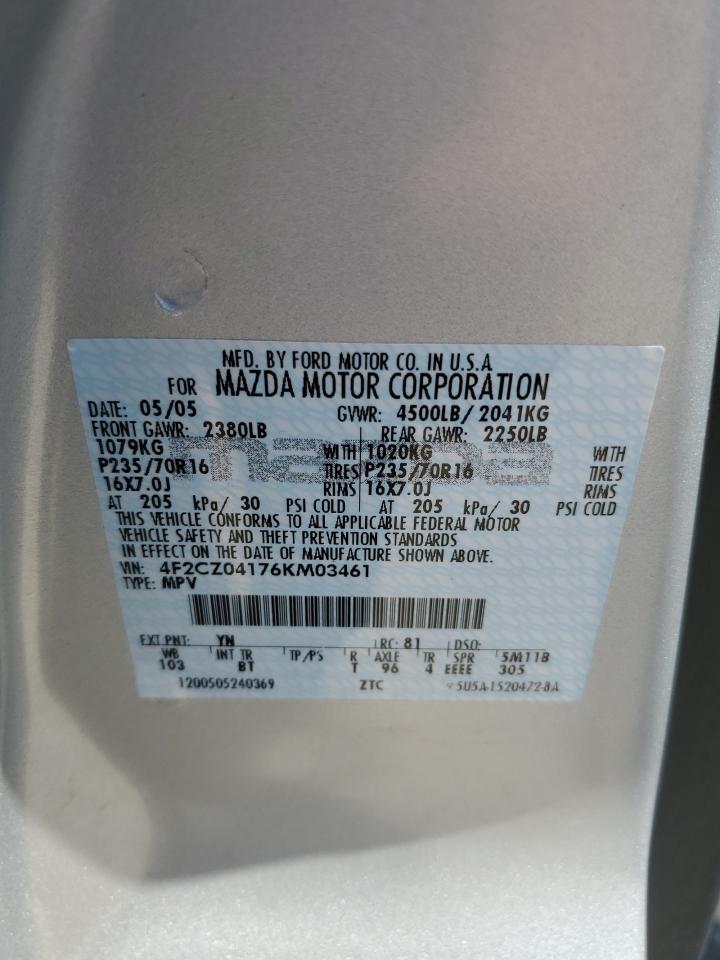 MFD. BY FORD MOTOR CO. IN U.S.A
FOR MAZDA MOTOR CORPORATION
DATE: 05/05 GVWR: 4500LB/2041KG
FRONT GAWR: 2380LB REAR GAWR: 2250LB
1079KG WITH 1020KG WITH
mazda
P235/70R16 TIRES P235/70R16 TIRES
16X7.0J RIMS 16X7.0J RIMS
AT 205 kPa/ 30 PSI COLD AT 205 kPa/ 30 PSI COLD
THIS VEHICLE CONFORMS TO ALL APPLICABLE FEDERAL MOTOR
VEHICLE SAFETY AND THEFT PREVENTION STANDARDS
IN EFFECT ON THE DATE OF MANUFACTURE SHOWN ABOVE.
VIN: 4F2CZ04176KM03461
TYPE: MPV
EXT PNT: YN RC: 81 DSO:
WB INT TR TP/PS R AXLE TR SPR 5M11B
103 BT T 96 4 EEEE 305
1200505240369 ZTC 5U5A-1520472-BA